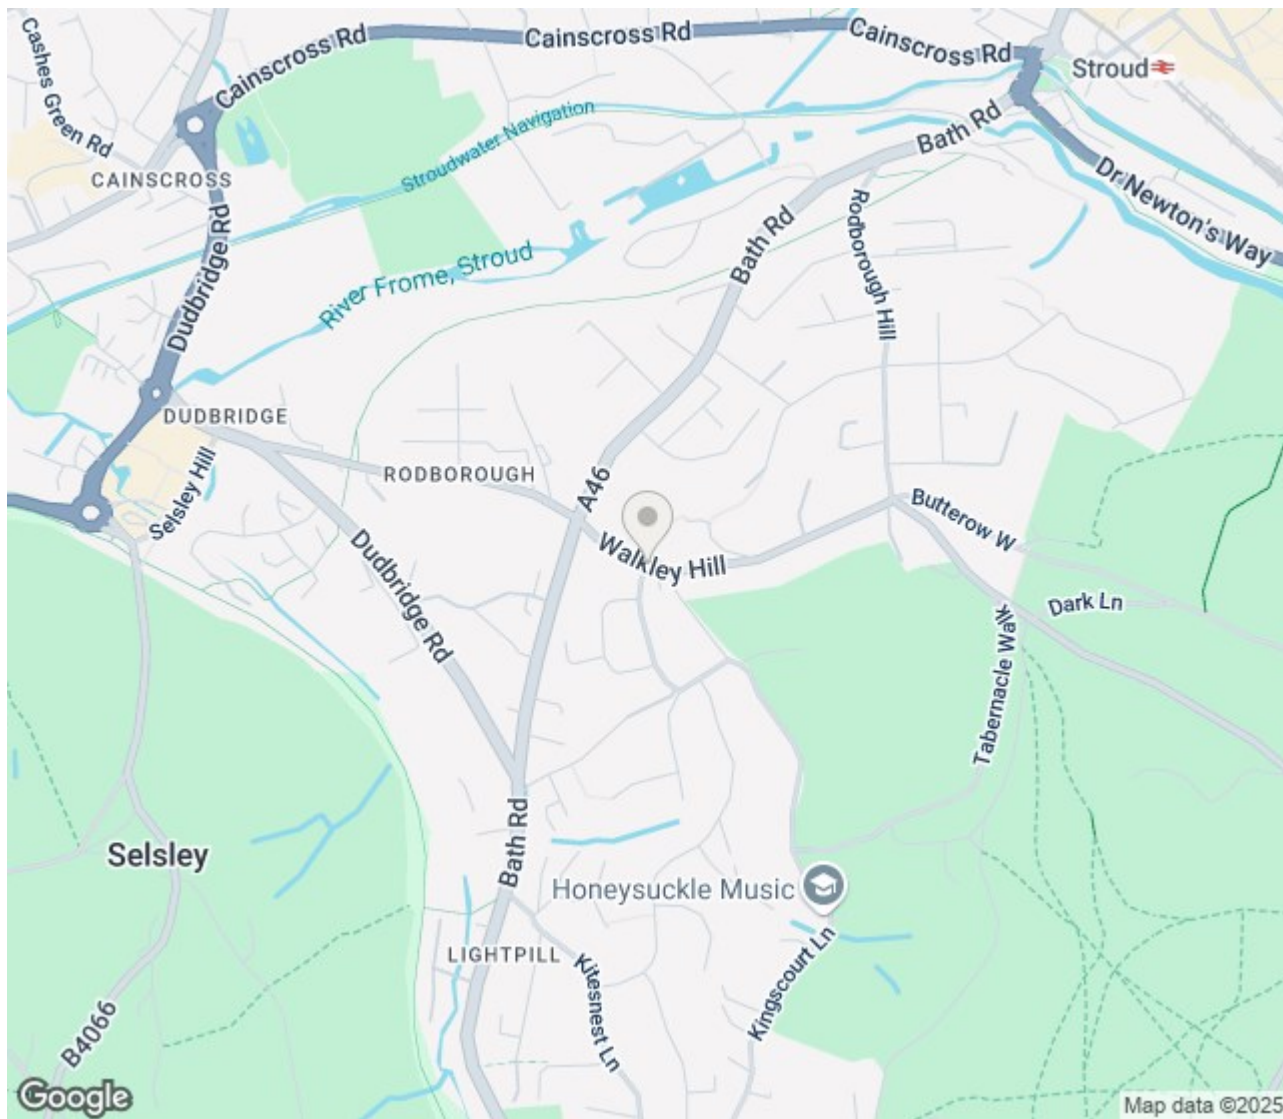 Cashes Green Rd
Cainscross Rd
Cainscross Rd
Cainscross Rd
Stroud
Bath Rd
Dr Newton's Way
CAINSCROSS
Stroudwater Navigation
Dudbridge Rd
River Frome, Stroud
Bath Rd
Rodborough Hill
DUDBRIDGE
Selsley Hill
RODBOROUGH
A46
Walkley Hill
Butterow W
Dark Ln
Dudbridge Rd
Tabernacle Walk
Bath Rd
Selsley
Honeysuckle Music
LIGHTPILL
Kitesnest Ln
Kingscourt Ln
B4066
Google
Map data ©2025